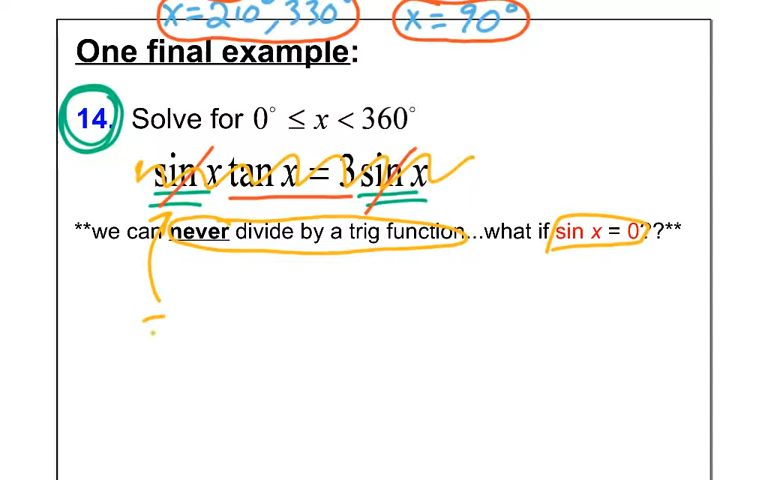 x = 210°, 330° x = 90°
One final example:
14. Solve for 0° ≤ x < 360°
sin x tan x = 3 sin x
**we can never divide by a trig function...what if sin x = 0??**
÷